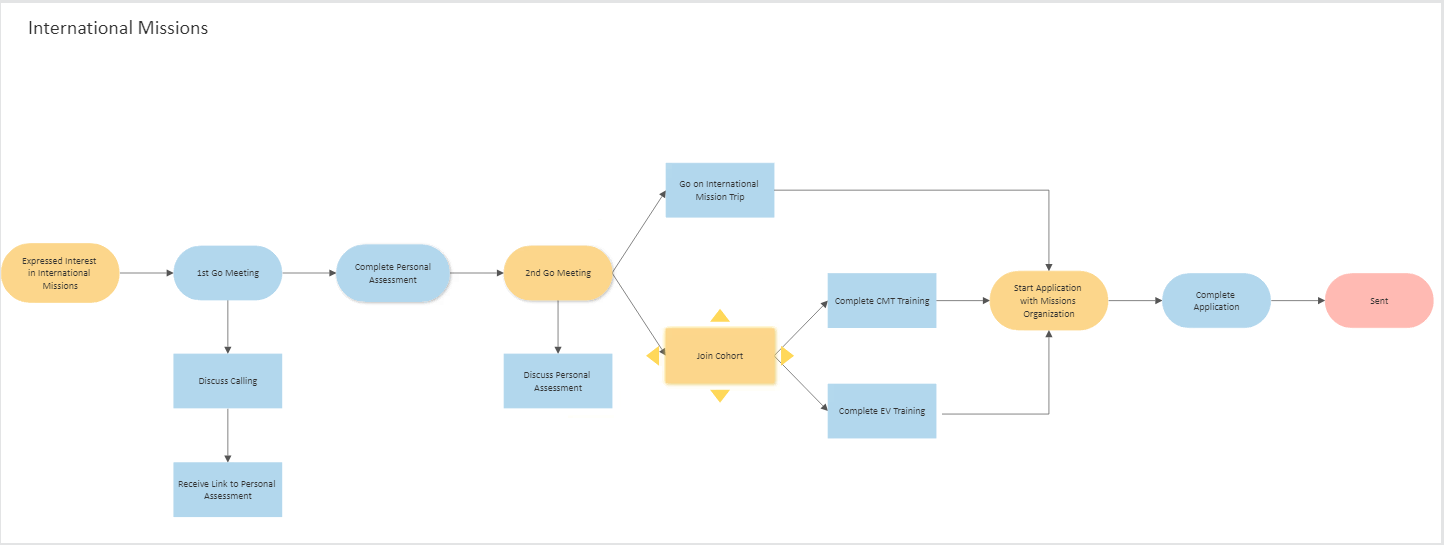 International Missions
Go on International
Mission Trip
Expressed Interest
in International
Missions
1st Go Meeting
Complete Personal
Assessment
2nd Go Meeting
Complete CMT Training
Start Application
with Missions
Organization
Complete
Application
Sent
Join Cohort
Discuss Calling
Discuss Personal
Assessment
Complete EV Training
Receive Link to Personal
Assessment